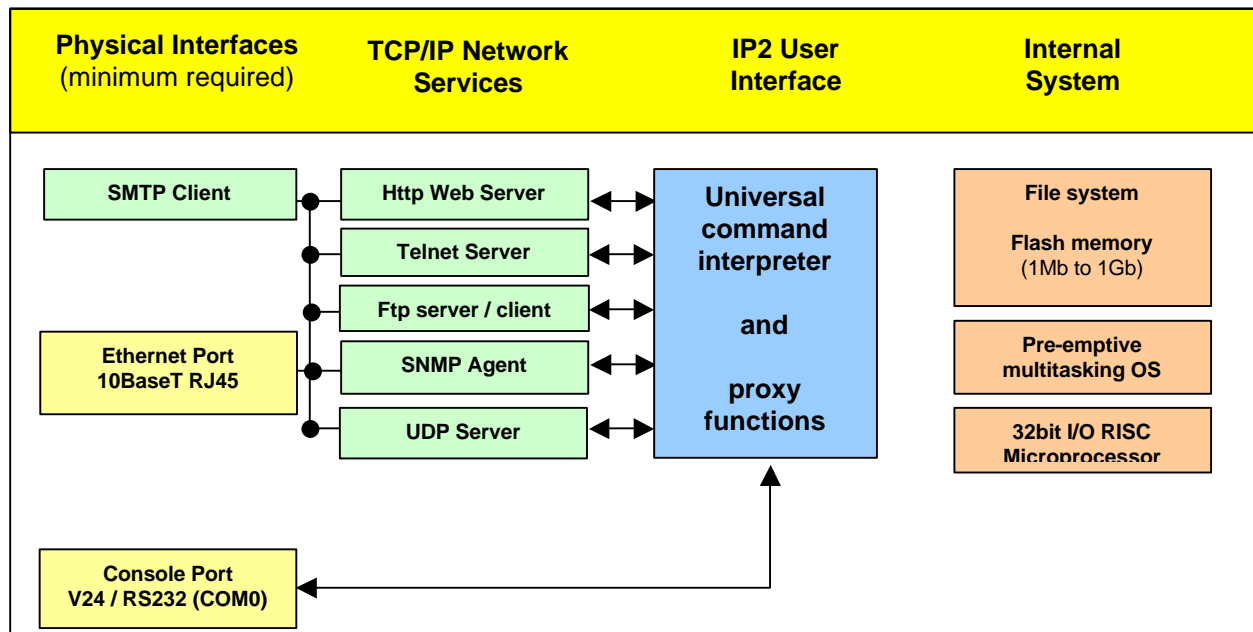 Physical Interfaces
(minimum required)
TCP/IP Network
Services
IP2 User
Interface
Internal
System
SMTP Client
Ethernet Port
10BaseT RJ45
Console Port
V24 / RS232 (COM0)
Http Web Server
Telnet Server
Ftp server / client
SNMP Agent
UDP Server
Universal
command
interpreter
and
proxy
functions
File system
Flash memory
(1Mb to 1Gb)
Pre-emptive
multitasking OS
32bit I/O RISC
Microprocessor